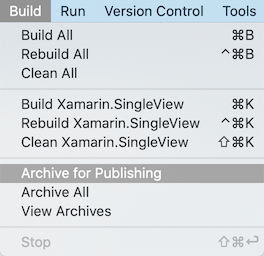 Build Run Version Control Tools
Build All ⌘B
Rebuild All ^⌘B
Clean All
Build Xamarin.SingleView ⌘K
Rebuild Xamarin.SingleView ^⌘K
Clean Xamarin.SingleView ⇧⌘K
Archive for Publishing
Archive All
View Archives
Stop ⇧⌘↩